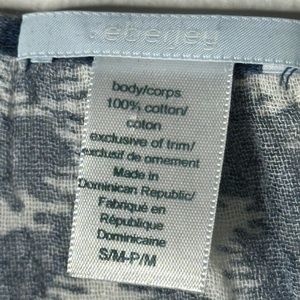 body/corps
100% cotton/
coton
exclusive of trim/
exclusif de ornement
Made in
Dominican Republic/
Fabriqué en
République
Dominicaine
S/M-P/M